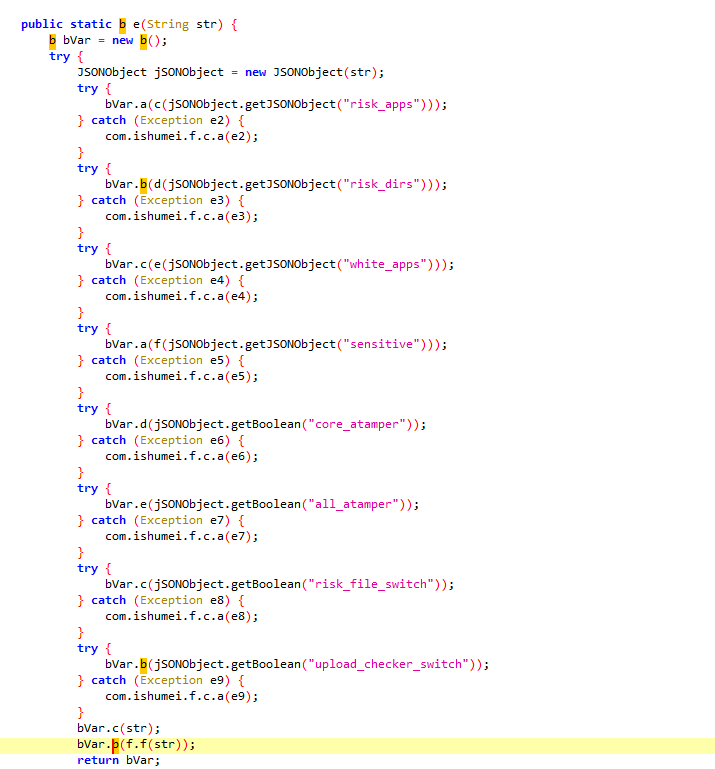 public static b e(String str) {
    b bVar = new b();
    try {
        JSONObject jSONObject = new JSONObject(str);
        try {
            bVar.a(c(jSONObject.getJSONObject("risk_apps")));
        } catch (Exception e2) {
            com.ishumei.f.c.a(e2);
        }
        try {
            bVar.b(d(jSONObject.getJSONObject("risk_dirs")));
        } catch (Exception e3) {
            com.ishumei.f.c.a(e3);
        }
        try {
            bVar.c(e(jSONObject.getJSONObject("white_apps")));
        } catch (Exception e4) {
            com.ishumei.f.c.a(e4);
        }
        try {
            bVar.a(f(jSONObject.getJSONObject("sensitive")));
        } catch (Exception e5) {
            com.ishumei.f.c.a(e5);
        }
        try {
            bVar.d(jSONObject.getBoolean("core_atamper"));
        } catch (Exception e6) {
            com.ishumei.f.c.a(e6);
        }
        try {
            bVar.e(jSONObject.getBoolean("all_atamper"));
        } catch (Exception e7) {
            com.ishumei.f.c.a(e7);
        }
        try {
            bVar.c(jSONObject.getBoolean("risk_file_switch"));
        } catch (Exception e8) {
            com.ishumei.f.c.a(e8);
        }
        try {
            bVar.b(jSONObject.getBoolean("upload_checker_switch"));
        } catch (Exception e9) {
            com.ishumei.f.c.a(e9);
        }
        bVar.c(str);
        bVar.b(f.f(str));
        return bVar;